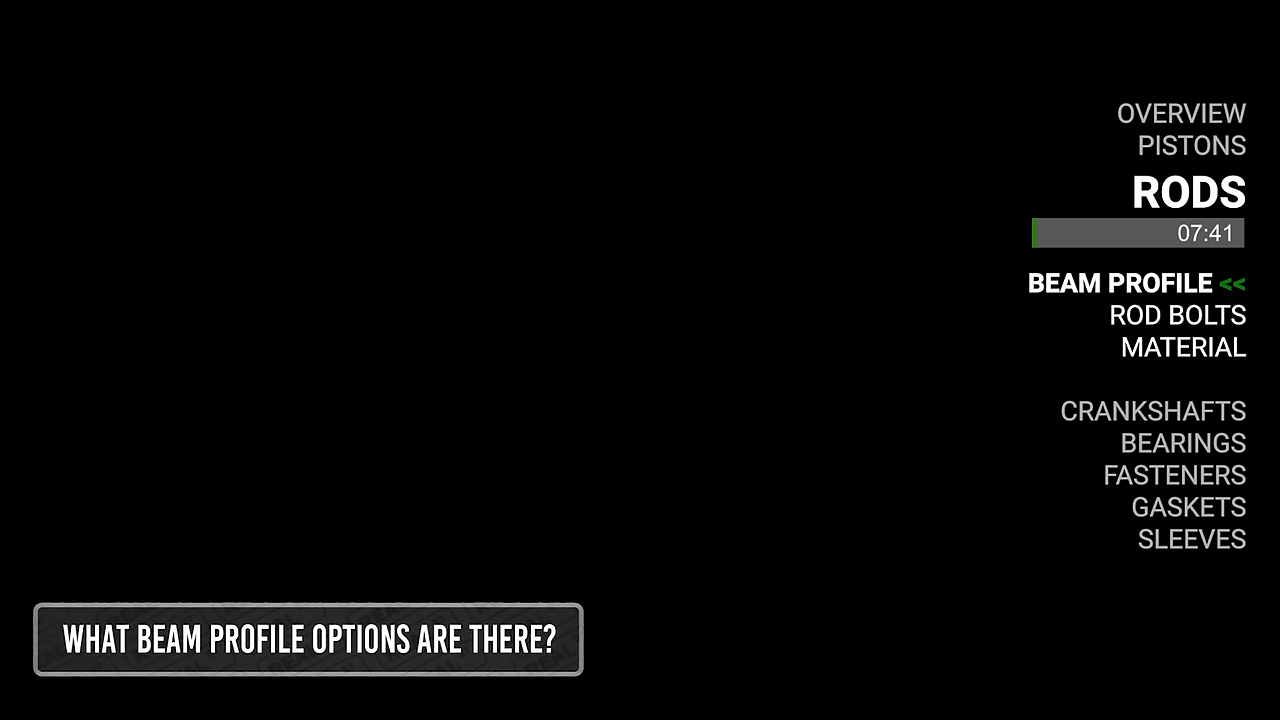 OVERVIEW
PISTONS
RODS
07:41
BEAM PROFILE <<
ROD BOLTS
MATERIAL
CRANKSHAFTS
BEARINGS
FASTENERS
GASKETS
SLEEVES
WHAT BEAM PROFILE OPTIONS ARE THERE?